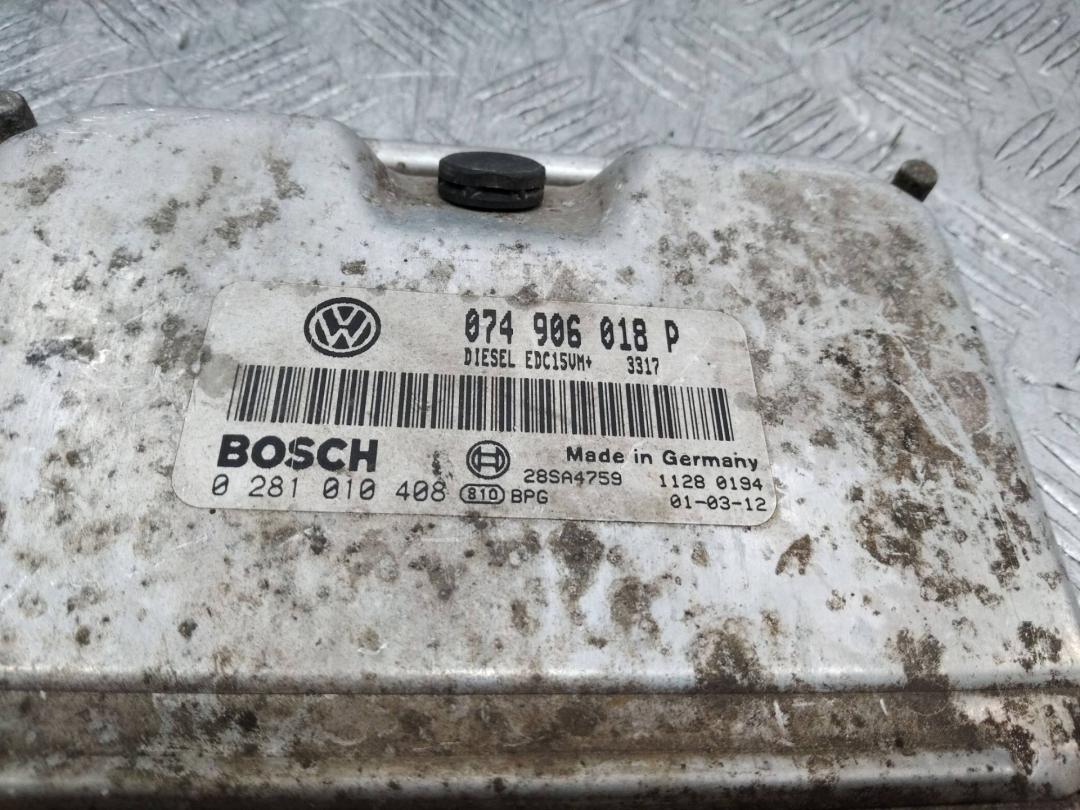 074 906 018 P
DIESEL EDC15VM+ 3317
BOSCH
Made in Germany
0 281 010 408 810 BPG 28SA4759 1128 0194
01-03-12